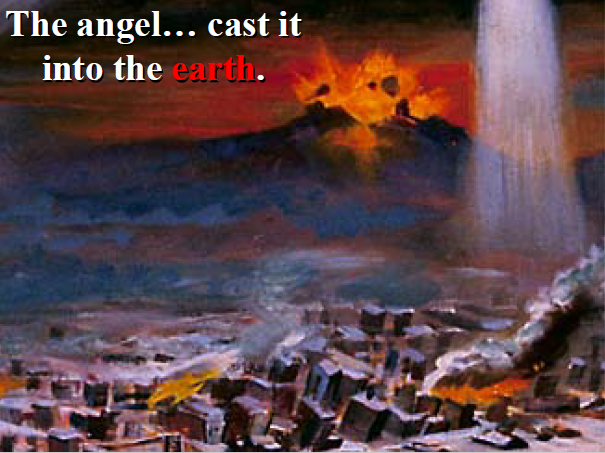 The angel… cast it
into the earth.